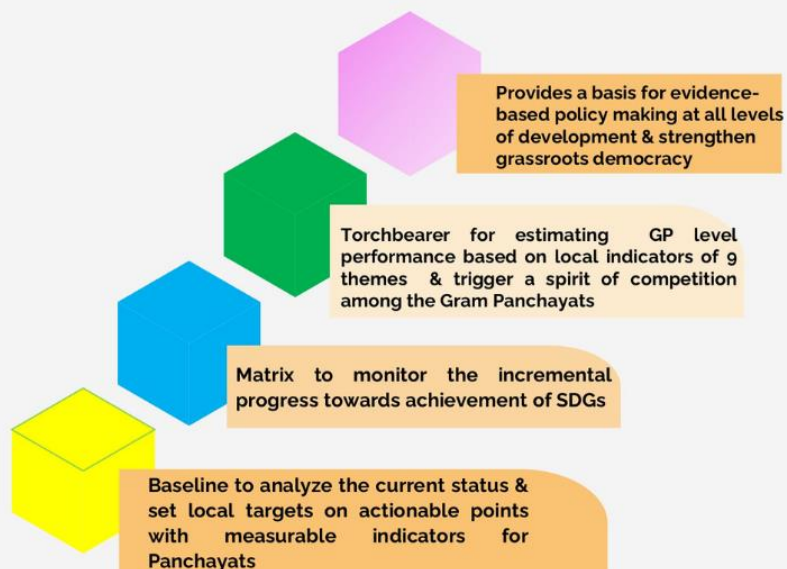 Provides a basis for evidence-
based policy making at all levels
of development & strengthen
grassroots democracy
Torchbearer for estimating GP level
performance based on local indicators of 9
themes & trigger a spirit of competition
among the Gram Panchayats
Matrix to monitor the incremental
progress towards achievement of SDGs
Baseline to analyze the current status &
set local targets on actionable points
with measurable indicators for
Panchayats